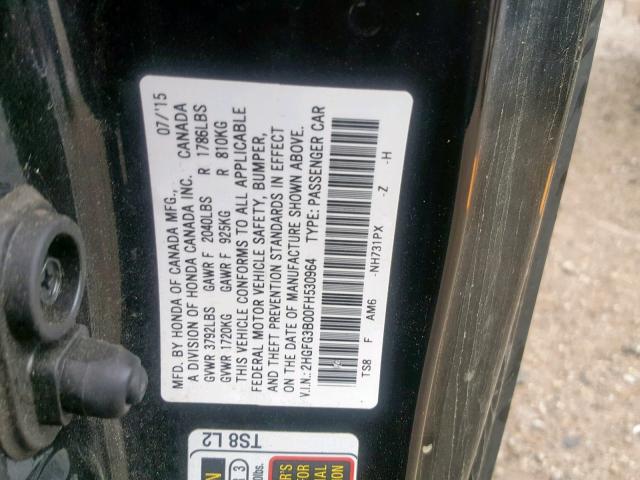 MFD. BY HONDA OF CANADA MFG., 07/'15
A DIVISION OF HONDA CANADA INC. CANADA
GVWR 3792LBS GAWR F 2040LBS R 1786LBS
GVWR 1720KG GAWR F 925KG R 810KG
THIS VEHICLE CONFORMS TO ALL APPLICABLE
FEDERAL MOTOR VEHICLE SAFETY, BUMPER,
AND THEFT PREVENTION STANDARDS IN EFFECT
ON THE DATE OF MANUFACTURE SHOWN ABOVE.
V.I.N.: 2HGFG3B00FH530964 TYPE: PASSENGER CAR
TS8 F AM6 -NH731PX -Z -H
TS8 L2
3
lbs.